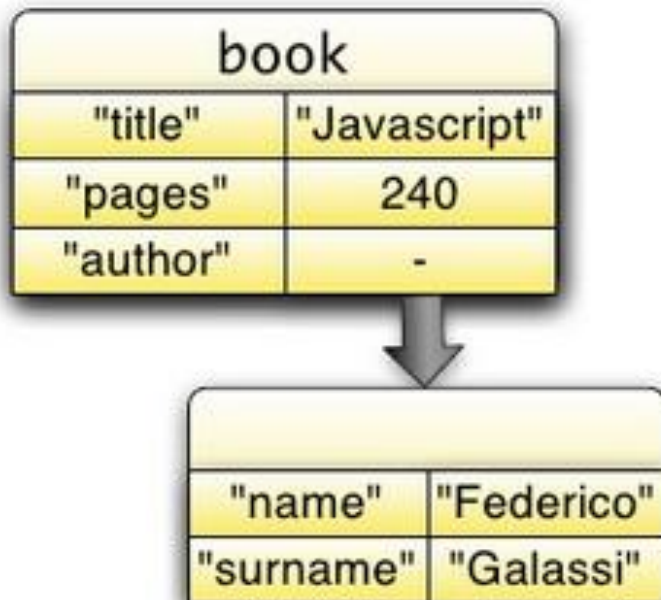 book
"title" "Javascript"
"pages" 240
"author" -
"name" "Federico"
"surname" "Galassi"